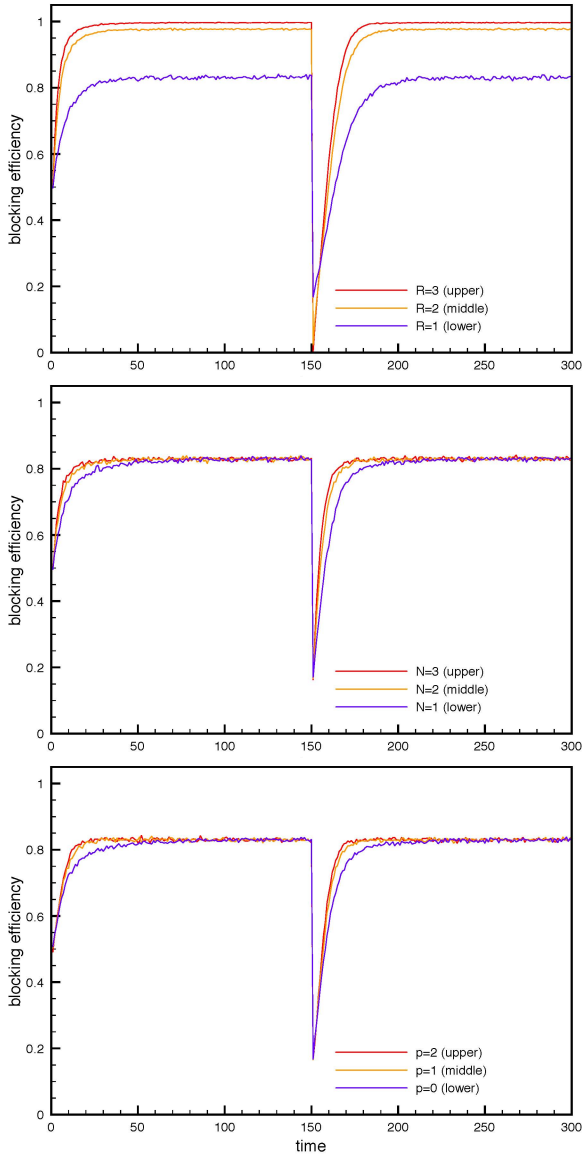 1
0.8
0.6
0.4
0.2
0
blocking efficiency
R=3 (upper)
R=2 (middle)
R=1 (lower)
0 50 100 150 200 250 300
1
0.8
0.6
0.4
0.2
0
blocking efficiency
N=3 (upper)
N=2 (middle)
N=1 (lower)
0 50 100 150 200 250 300
1
0.8
0.6
0.4
0.2
0
blocking efficiency
p=2 (upper)
p=1 (middle)
p=0 (lower)
0 50 100 150 200 250 300
time